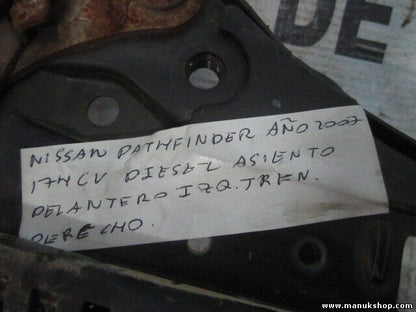 DE
NISSAN PATHFINDER AÑO 2007
174CV DIESEL ASIENTO
DELANTERO IZQ. TREN.
DERECHO.
www.manukshop.com